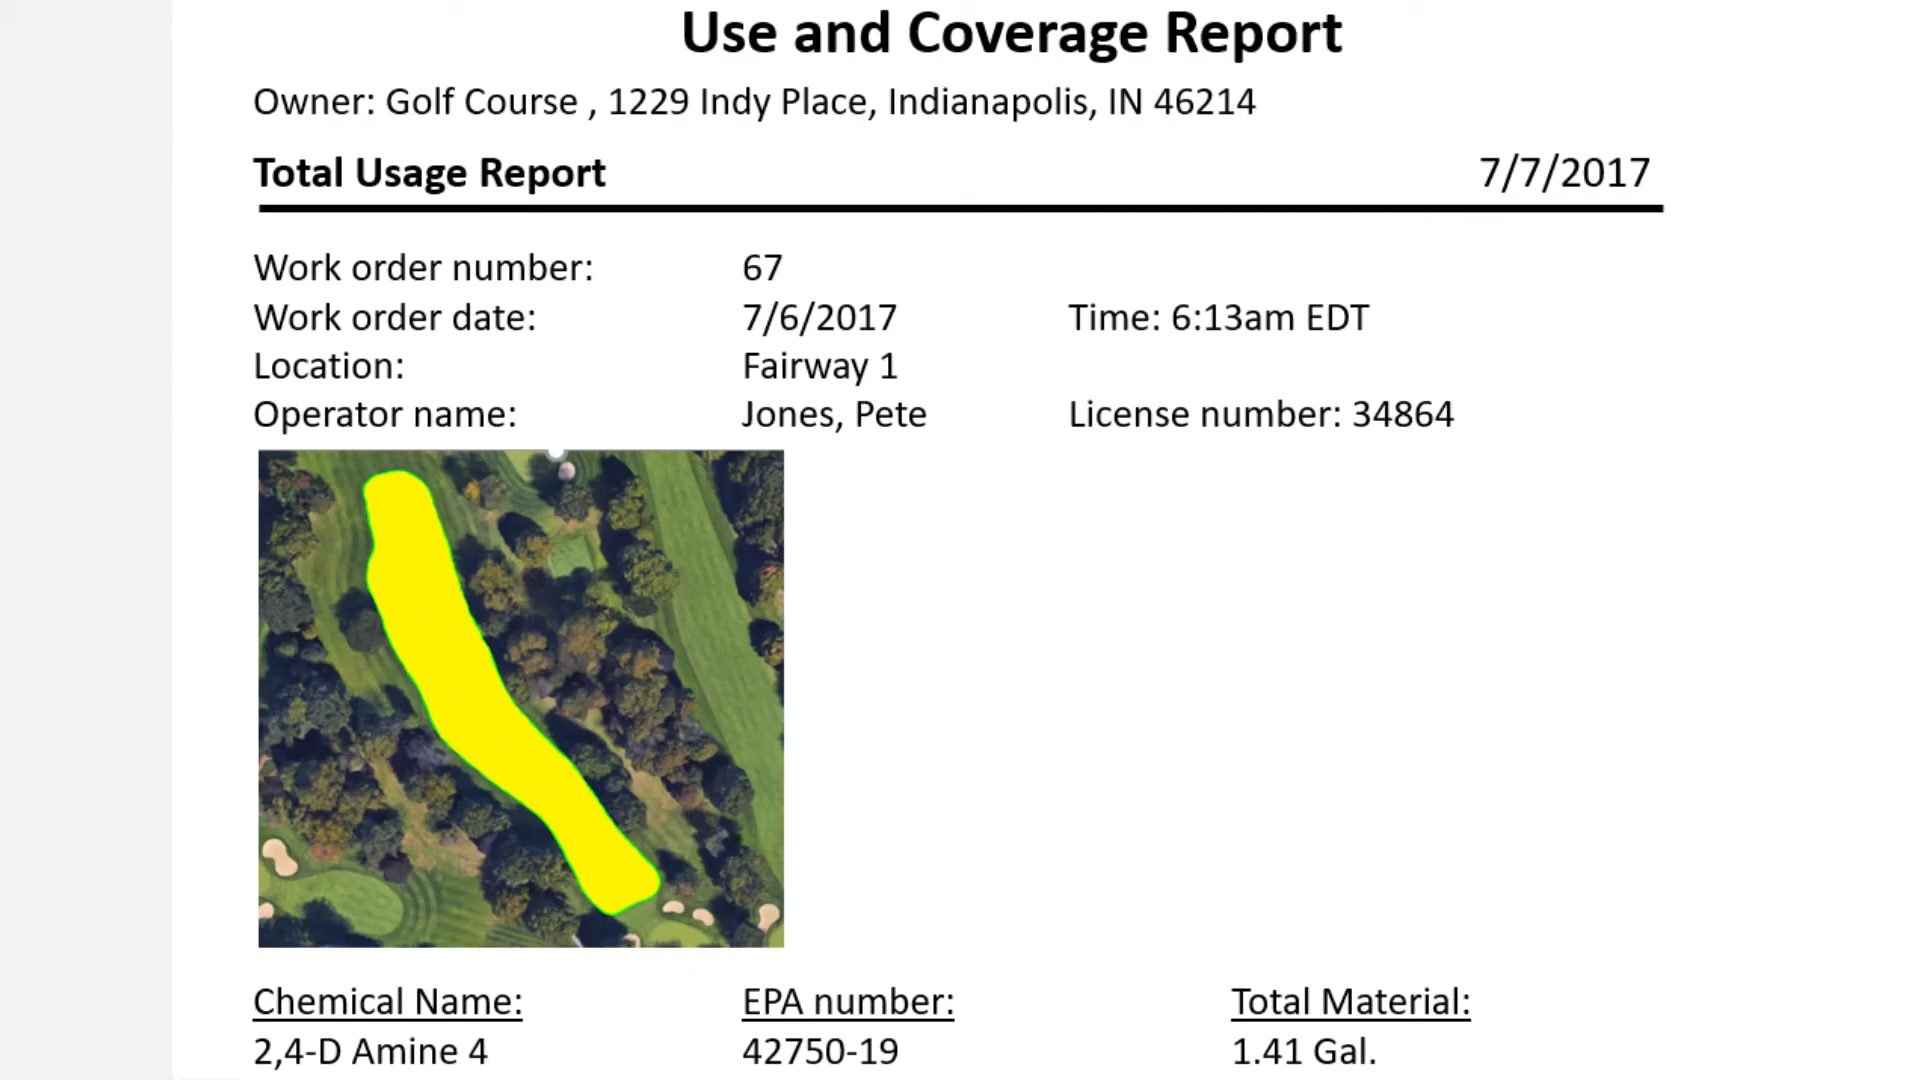 Use and Coverage Report
Owner: Golf Course , 1229 Indy Place, Indianapolis, IN 46214
Total Usage Report 7/7/2017
Work order number: 67
Work order date: 7/6/2017 Time: 6:13am EDT
Location: Fairway 1
Operator name: Jones, Pete License number: 34864
Chemical Name: EPA number: Total Material:
2,4-D Amine 4 42750-19 1.41 Gal.